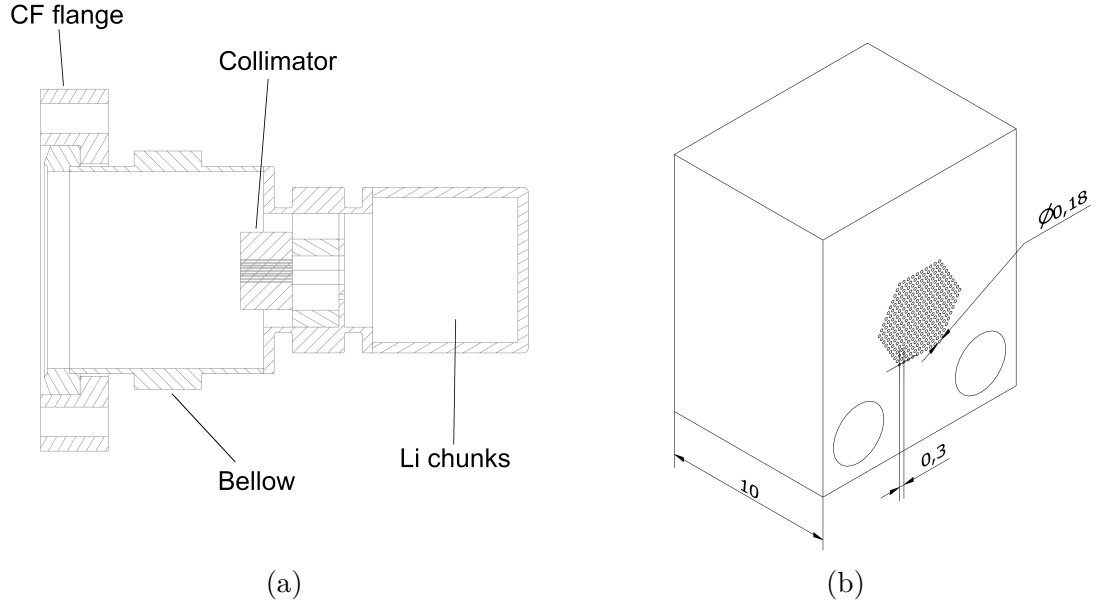 CF flange
Collimator
Li chunks
Bellow
Ø0,18
0,3
10
(a)
(b)